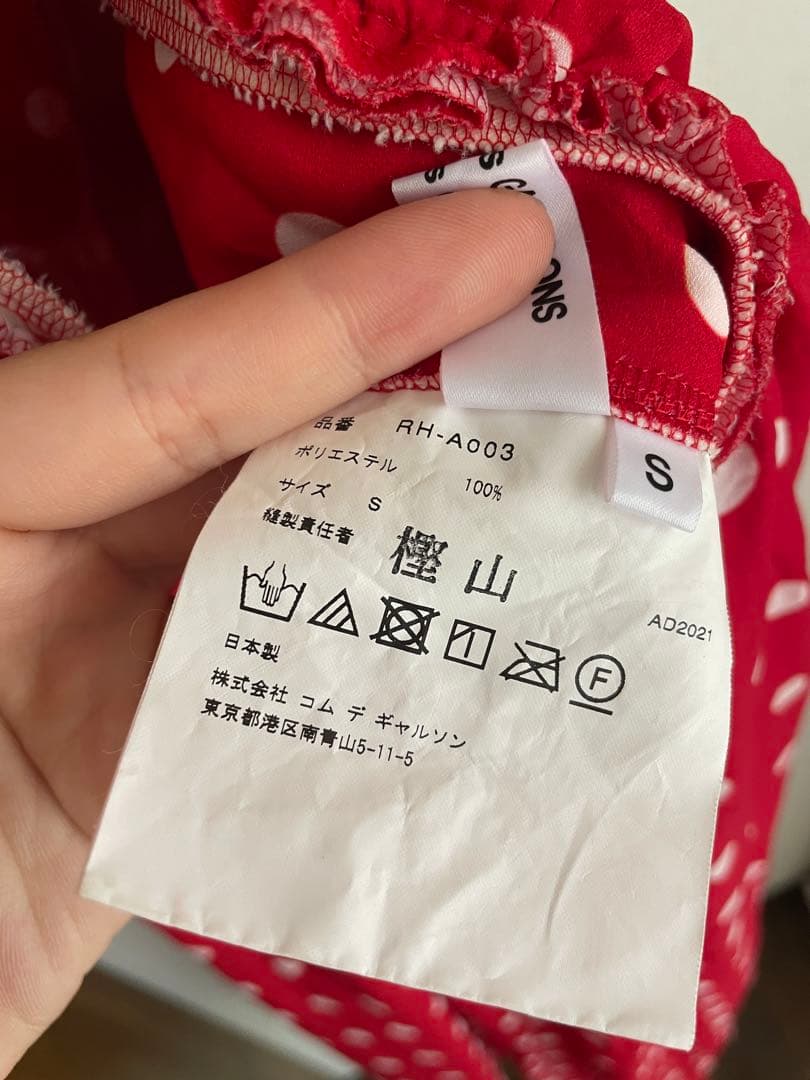 S
品番 RH-A003
ポリエステル 100%
サイズ S
縫製責任者 樫山
AD2021
F
日本製
株式会社 コム デ ギャルソン
東京都港区南青山5-11-5